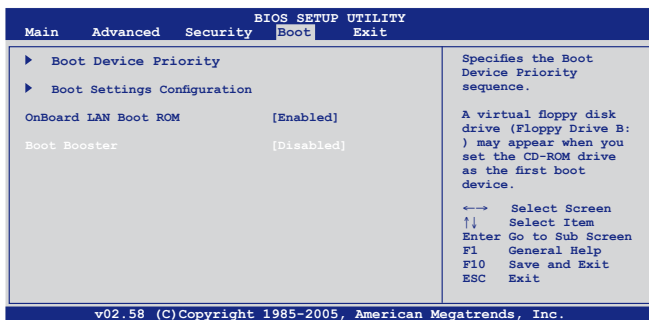 BIOS SETUP UTILITY
Main Advanced Security Boot Exit
Boot Device Priority
Boot Settings Configuration
OnBoard LAN Boot ROM [Enabled]
Boot Booster [Disabled]
Specifies the Boot
Device Priority
sequence.
A virtual floppy disk
drive (Floppy Drive B:
) may appear when you
set the CD-ROM drive
as the first boot
device.
←→ Select Screen
↑↓ Select Item
Enter Go to Sub Screen
F1 General Help
F10 Save and Exit
ESC Exit
v02.58 (C)Copyright 1985-2005, American Megatrends, Inc.